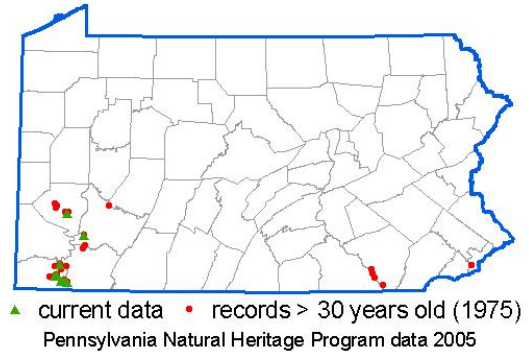 current data records > 30 years old (1975)
Pennsylvania Natural Heritage Program data 2005